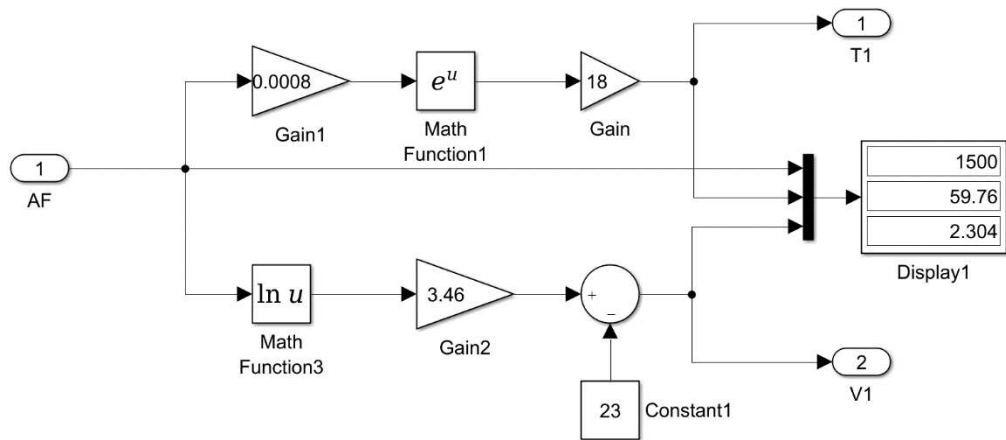 1
T1
0.0008
e^u
18
Gain1
Math
Function1
Gain
1
AF
1500
59.76
2.304
Display1
ln u
3.46
+
−
Math
Function3
Gain2
23
Constant1
2
V1